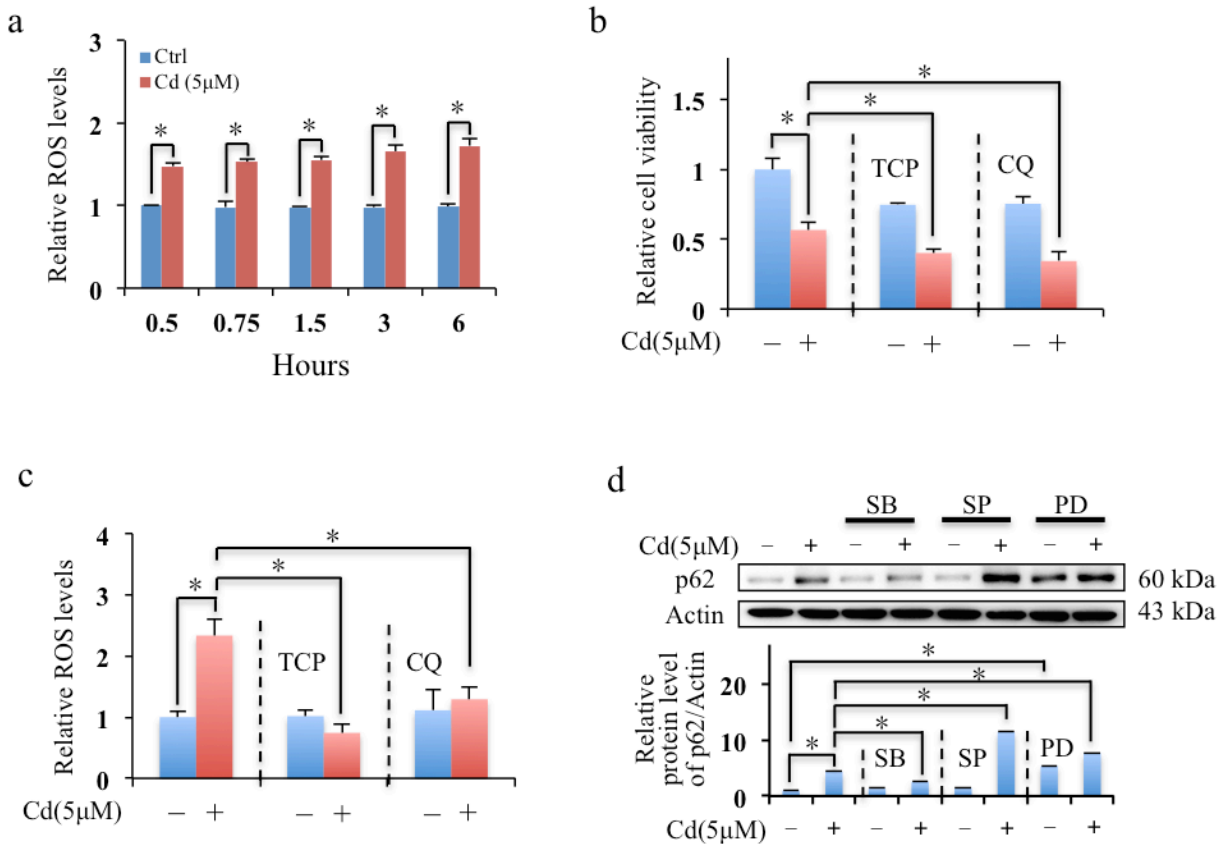 a
3
2
1
0
Relative ROS levels
Ctrl
Cd (5μM)
* * * * *
0.5 0.75 1.5 3 6
Hours
b
1.5
1
0.5
0
Relative cell viability
*
*
*
TCP CQ
Cd(5μM) – + – + – +
c
4
3
2
1
0
Relative ROS levels
*
*
*
TCP CQ
Cd(5μM) – + – + – +
d
SB SP PD
Cd(5μM) – + – + – + – +
p62 60 kDa
Actin 43 kDa
20
10
0
Relative
protein level
of p62/Actin
*
*
*
* *
SB SP PD
Cd(5μM) – + – + – + – +